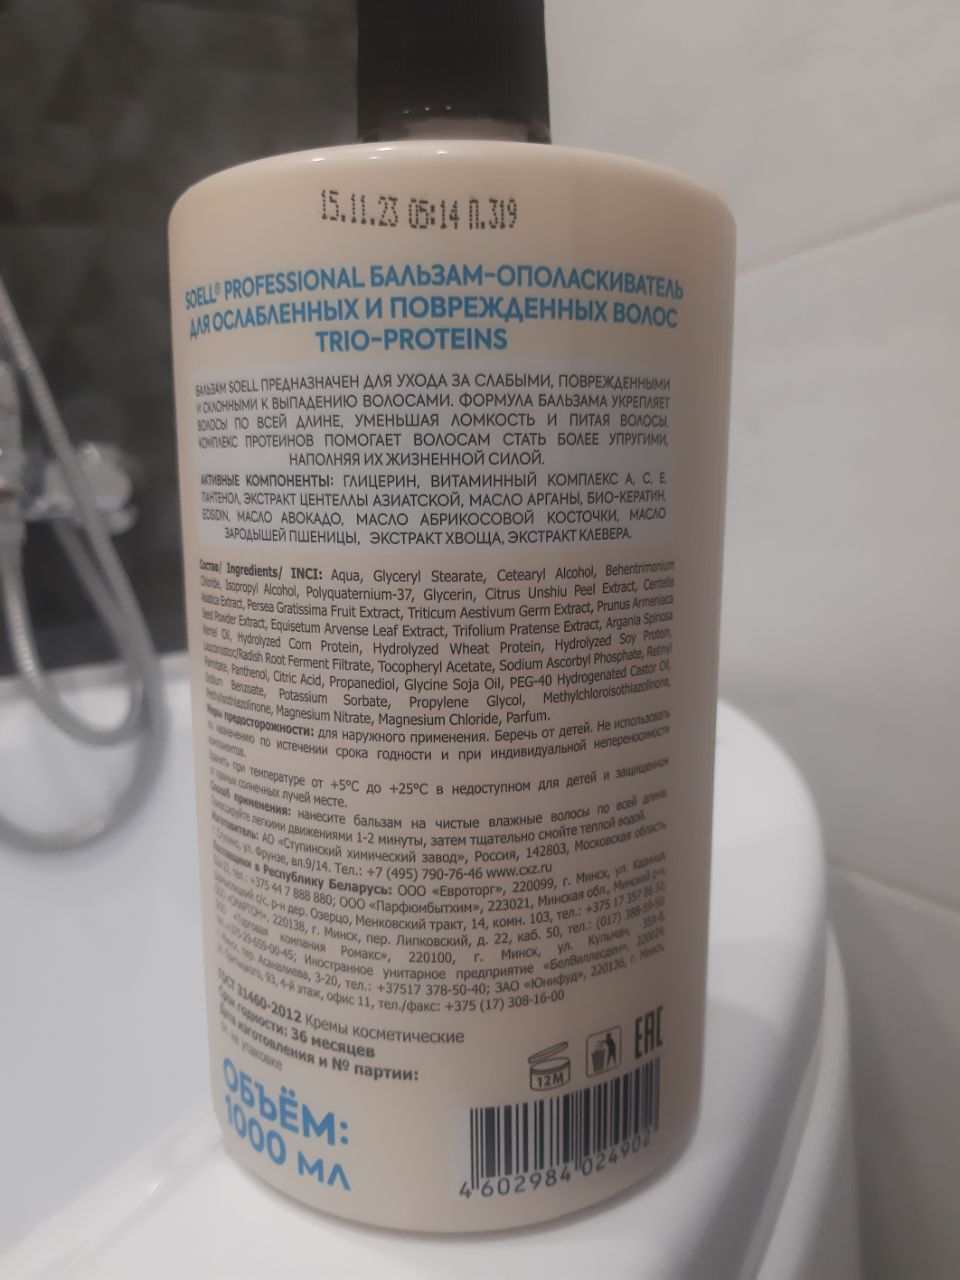 15.11.23 05:14 П.319
SOELL® PROFESSIONAL БАЛЬЗАМ-ОПОЛАСКИВАТЕЛЬ
ДЛЯ ОСЛАБЛЕННЫХ И ПОВРЕЖДЕННЫХ ВОЛОС
TRIO-PROTEINS
БАЛЬЗАМ SOELL ПРЕДНАЗНАЧЕН ДЛЯ УХОДА ЗА СЛАБЫМИ, ПОВРЕЖДЕННЫМИ
И СКЛОННЫМИ К ВЫПАДЕНИЮ ВОЛОСАМИ. ФОРМУЛА БАЛЬЗАМА УКРЕПЛЯЕТ
ВОЛОСЫ ПО ВСЕЙ ДЛИНЕ, УМЕНЬШАЯ ЛОМКОСТЬ И ПИТАЯ ВОЛОСЫ.
КОМПЛЕКС ПРОТЕИНОВ ПОМОГАЕТ ВОЛОСАМ СТАТЬ БОЛЕЕ УПРУГИМИ,
НАПОЛНЯЯ ИХ ЖИЗНЕННОЙ СИЛОЙ.
АКТИВНЫЕ КОМПОНЕНТЫ: ГЛИЦЕРИН, ВИТАМИННЫЙ КОМПЛЕКС А, С, Е,
ПАНТЕНОЛ, ЭКСТРАКТ ЦЕНТЕЛЛЫ АЗИАТСКОЙ, МАСЛО АРГАНЫ, БИО-КЕРАТИН,
EOSIDIN, МАСЛО АВОКАДО, МАСЛО АБРИКОСОВОЙ КОСТОЧКИ, МАСЛО
ЗАРОДЫШЕЙ ПШЕНИЦЫ, ЭКСТРАКТ ХВОЩА, ЭКСТРАКТ КЛЕВЕРА.
Состав/ Ingredients/ INCI: Aqua, Glyceryl Stearate, Cetearyl Alcohol, Behentrimonium
Chloride, Isopropyl Alcohol, Polyquaternium-37, Glycerin, Citrus Unshiu Peel Extract, Centella
Asiatica Extract, Persea Gratissima Fruit Extract, Triticum Aestivum Germ Extract, Prunus Armeniaca
Seed Powder Extract, Equisetum Arvense Leaf Extract, Trifolium Pratense Extract, Argania Spinosa
Kernel Oil, Hydrolyzed Corn Protein, Hydrolyzed Wheat Protein, Hydrolyzed Soy Protein,
Leuconostoc/Radish Root Ferment Filtrate, Tocopheryl Acetate, Sodium Ascorbyl Phosphate, Retinyl
Palmitate, Panthenol, Citric Acid, Propanediol, Glycine Soja Oil, PEG-40 Hydrogenated Castor Oil,
Sodium Benzoate, Potassium Sorbate, Propylene Glycol, Methylchloroisothiazolinone,
Methylisothiazolinone, Magnesium Nitrate, Magnesium Chloride, Parfum.
Меры предосторожности: для наружного применения. Беречь от детей. Не использовать
по назначению по истечении срока годности и при индивидуальной непереносимости
компонентов.
Хранить при температуре от +5°С до +25°С в недоступном для детей и защищенном
от прямых солнечных лучей месте.
Способ применения: нанесите бальзам на чистые влажные волосы по всей длине.
Помассируйте легкими движениями 1-2 минуты, затем тщательно смойте теплой водой.
Изготовитель: АО «Ступинский химический завод», Россия, 142803, Московская область,
г. Ступино, ул. Фрунзе, вл.9/14. Тел.: +7 (495) 790-76-46 www.cxz.ru
Поставщики в Республику Беларусь: ООО «Евроторг», 220099, г. Минск, ул. Казинца
тел.: +375 44 7 888 880; ООО «Парфюмбытхим», 223021, Минская обл., Минский р-н,
с/с, р-н дер. Озерцо, Менковский тракт, 14, комн. 103, тел.: +375 17 357 86 32;
ООО 220138, г. Минск, пер. Липковский, д. 22, каб. 50, тел.: (017) 388-59-50;
«Торговая компания Ромакс», 220100, г. Минск, ул. Кульман,
+375-29-659-00-45; Иностранное унитарное предприятие «БелВиллесден», 220024,
г. Минск, пер. Асаналиева, 3-20, тел.: +37517 378-50-40; ЗАО «Юнифуд», 220136, г. Минск,
93, 4-й этаж, офис 11, тел./факс: +375 (17) 308-16-00
ГОСТ 31460-2012 Кремы косметические
Срок годности: 36 месяцев
Дата изготовления и № партии:
см. на упаковке
12M
EAC
ОБЪЁМ:
1000 МЛ
4 602984 024902